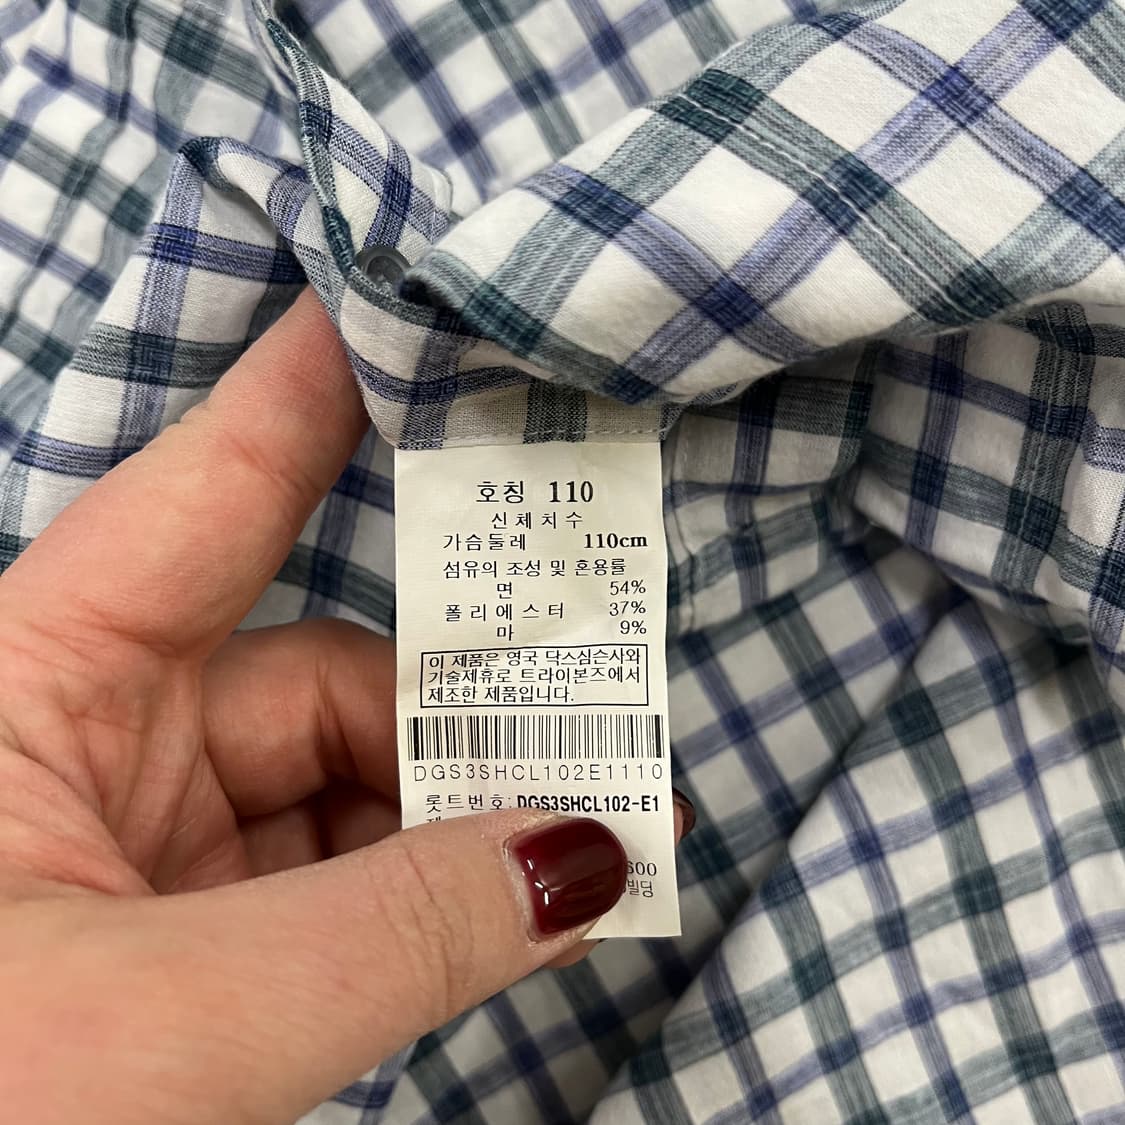 호칭 110
신체치수
가슴둘레 110cm
섬유의 조성 및 혼용률
면 54%
폴리에스터 37%
마 9%
이 제품은 영국 닥스심슨사와
기술제휴로 트라이본즈에서
제조한 제품입니다.
DGS3SHCL102E1110
롯트번호: DGS3SHCL102-E1